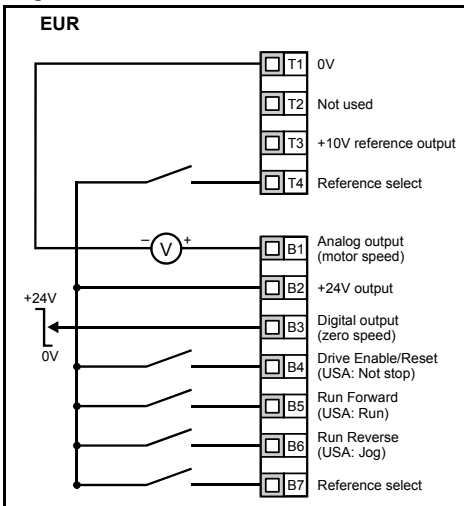 EUR
T1 0V
T2 Not used
T3 +10V reference output
T4 Reference select
− V +
B1 Analog output
(motor speed)
B2 +24V output
+24V
0V
B3 Digital output
(zero speed)
B4 Drive Enable/Reset
(USA: Not stop)
B5 Run Forward
(USA: Run)
B6 Run Reverse
(USA: Jog)
B7 Reference select